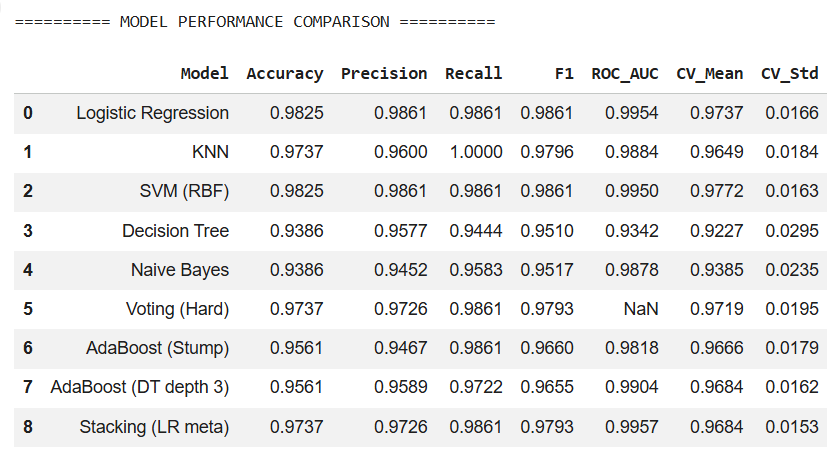 ========== MODEL PERFORMANCE COMPARISON ==========
Model Accuracy Precision Recall F1 ROC_AUC CV_Mean CV_Std
0 Logistic Regression 0.9825 0.9861 0.9861 0.9861 0.9954 0.9737 0.0166
1 KNN 0.9737 0.9600 1.0000 0.9796 0.9884 0.9649 0.0184
2 SVM (RBF) 0.9825 0.9861 0.9861 0.9861 0.9950 0.9772 0.0163
3 Decision Tree 0.9386 0.9577 0.9444 0.9510 0.9342 0.9227 0.0295
4 Naive Bayes 0.9386 0.9452 0.9583 0.9517 0.9878 0.9385 0.0235
5 Voting (Hard) 0.9737 0.9726 0.9861 0.9793 NaN 0.9719 0.0195
6 AdaBoost (Stump) 0.9561 0.9467 0.9861 0.9660 0.9818 0.9666 0.0179
7 AdaBoost (DT depth 3) 0.9561 0.9589 0.9722 0.9655 0.9904 0.9684 0.0162
8 Stacking (LR meta) 0.9737 0.9726 0.9861 0.9793 0.9957 0.9684 0.0153